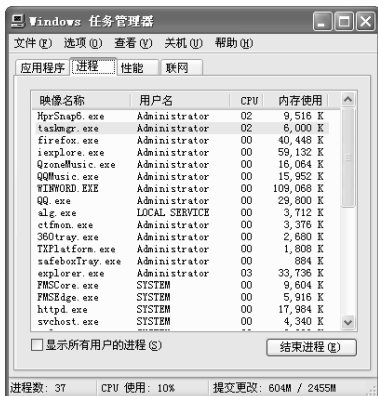 Windows 任务管理器
文件(F) 选项(O) 查看(V) 关机(U) 帮助(H)
应用程序 进程 性能 联网
映像名称 用户名 CPU 内存使用
HprSnap6.exe Administrator 02 9,516 K
taskmgr.exe Administrator 02 6,000 K
firefox.exe Administrator 00 40,448 K
iexplore.exe Administrator 00 59,132 K
QzoneMusic.exe Administrator 00 16,064 K
QQMusic.exe Administrator 00 15,952 K
WINWORD.EXE Administrator 00 109,068 K
QQ.exe Administrator 00 29,800 K
alg.exe LOCAL SERVICE 00 3,712 K
ctfmon.exe Administrator 00 3,376 K
360tray.exe Administrator 00 2,680 K
TXPlatform.exe Administrator 00 1,808 K
safeboxTray.exe Administrator 00 884 K
explorer.exe Administrator 03 33,736 K
FMSCore.exe SYSTEM 00 9,604 K
FMSEdge.exe SYSTEM 00 5,916 K
httpd.exe SYSTEM 00 17,984 K
svchost.exe SYSTEM 00 4,340 K
显示所有用户的进程(S) 结束进程(E)
进程数: 37 CPU 使用: 10% 提交更改: 604M / 2455M